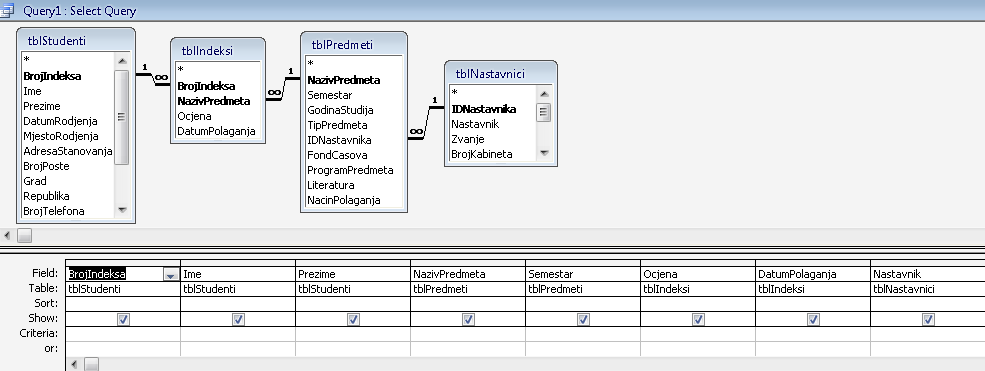 Query1 : Select Query
tblStudenti
*
BrojIndeksa
Ime
Prezime
DatumRodjenja
MjestoRodjenja
AdresaStanovanja
BrojPoste
Grad
Republika
BrojTelefona
1
∞
tblIndeksi
*
BrojIndeksa
NazivPredmeta
Ocjena
DatumPolaganja
1
∞
tblPredmeti
*
NazivPredmeta
Semestar
GodinaStudija
TipPredmeta
IDNastavnika
FondCasova
ProgramPredmeta
Literatura
NacinPolaganja
1
∞
tblNastavnici
*
IDNastavnika
Nastavnik
Zvanje
BrojKabineta
Field: BrojIndeksa Ime Prezime NazivPredmeta Semestar Ocjena DatumPolaganja Nastavnik
Table: tblStudenti tblStudenti tblStudenti tblPredmeti tblPredmeti tblIndeksi tblIndeksi tblNastavnici
Sort:
Show:
Criteria:
or: